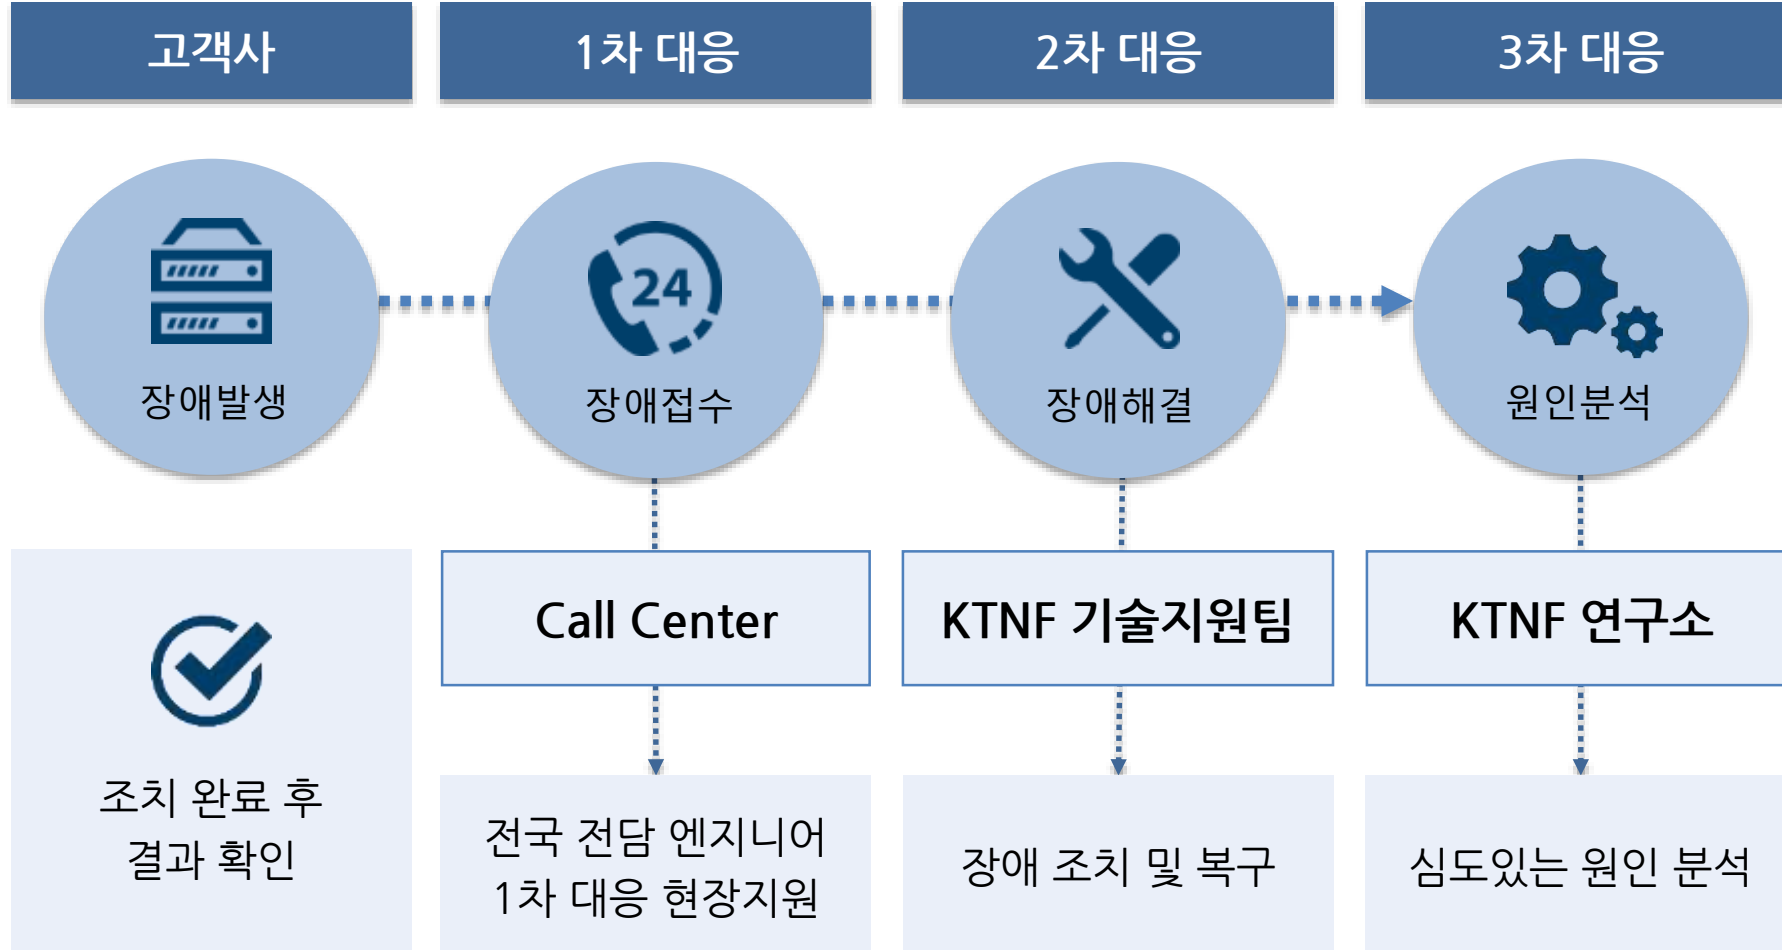 고객사
1차 대응
2차 대응
3차 대응
24
장애발생
장애접수
장애해결
원인분석
Call Center
KTNF 기술지원팀
KTNF 연구소
조치 완료 후
결과 확인
전국 전담 엔지니어
1차 대응 현장지원
장애 조치 및 복구
심도있는 원인 분석